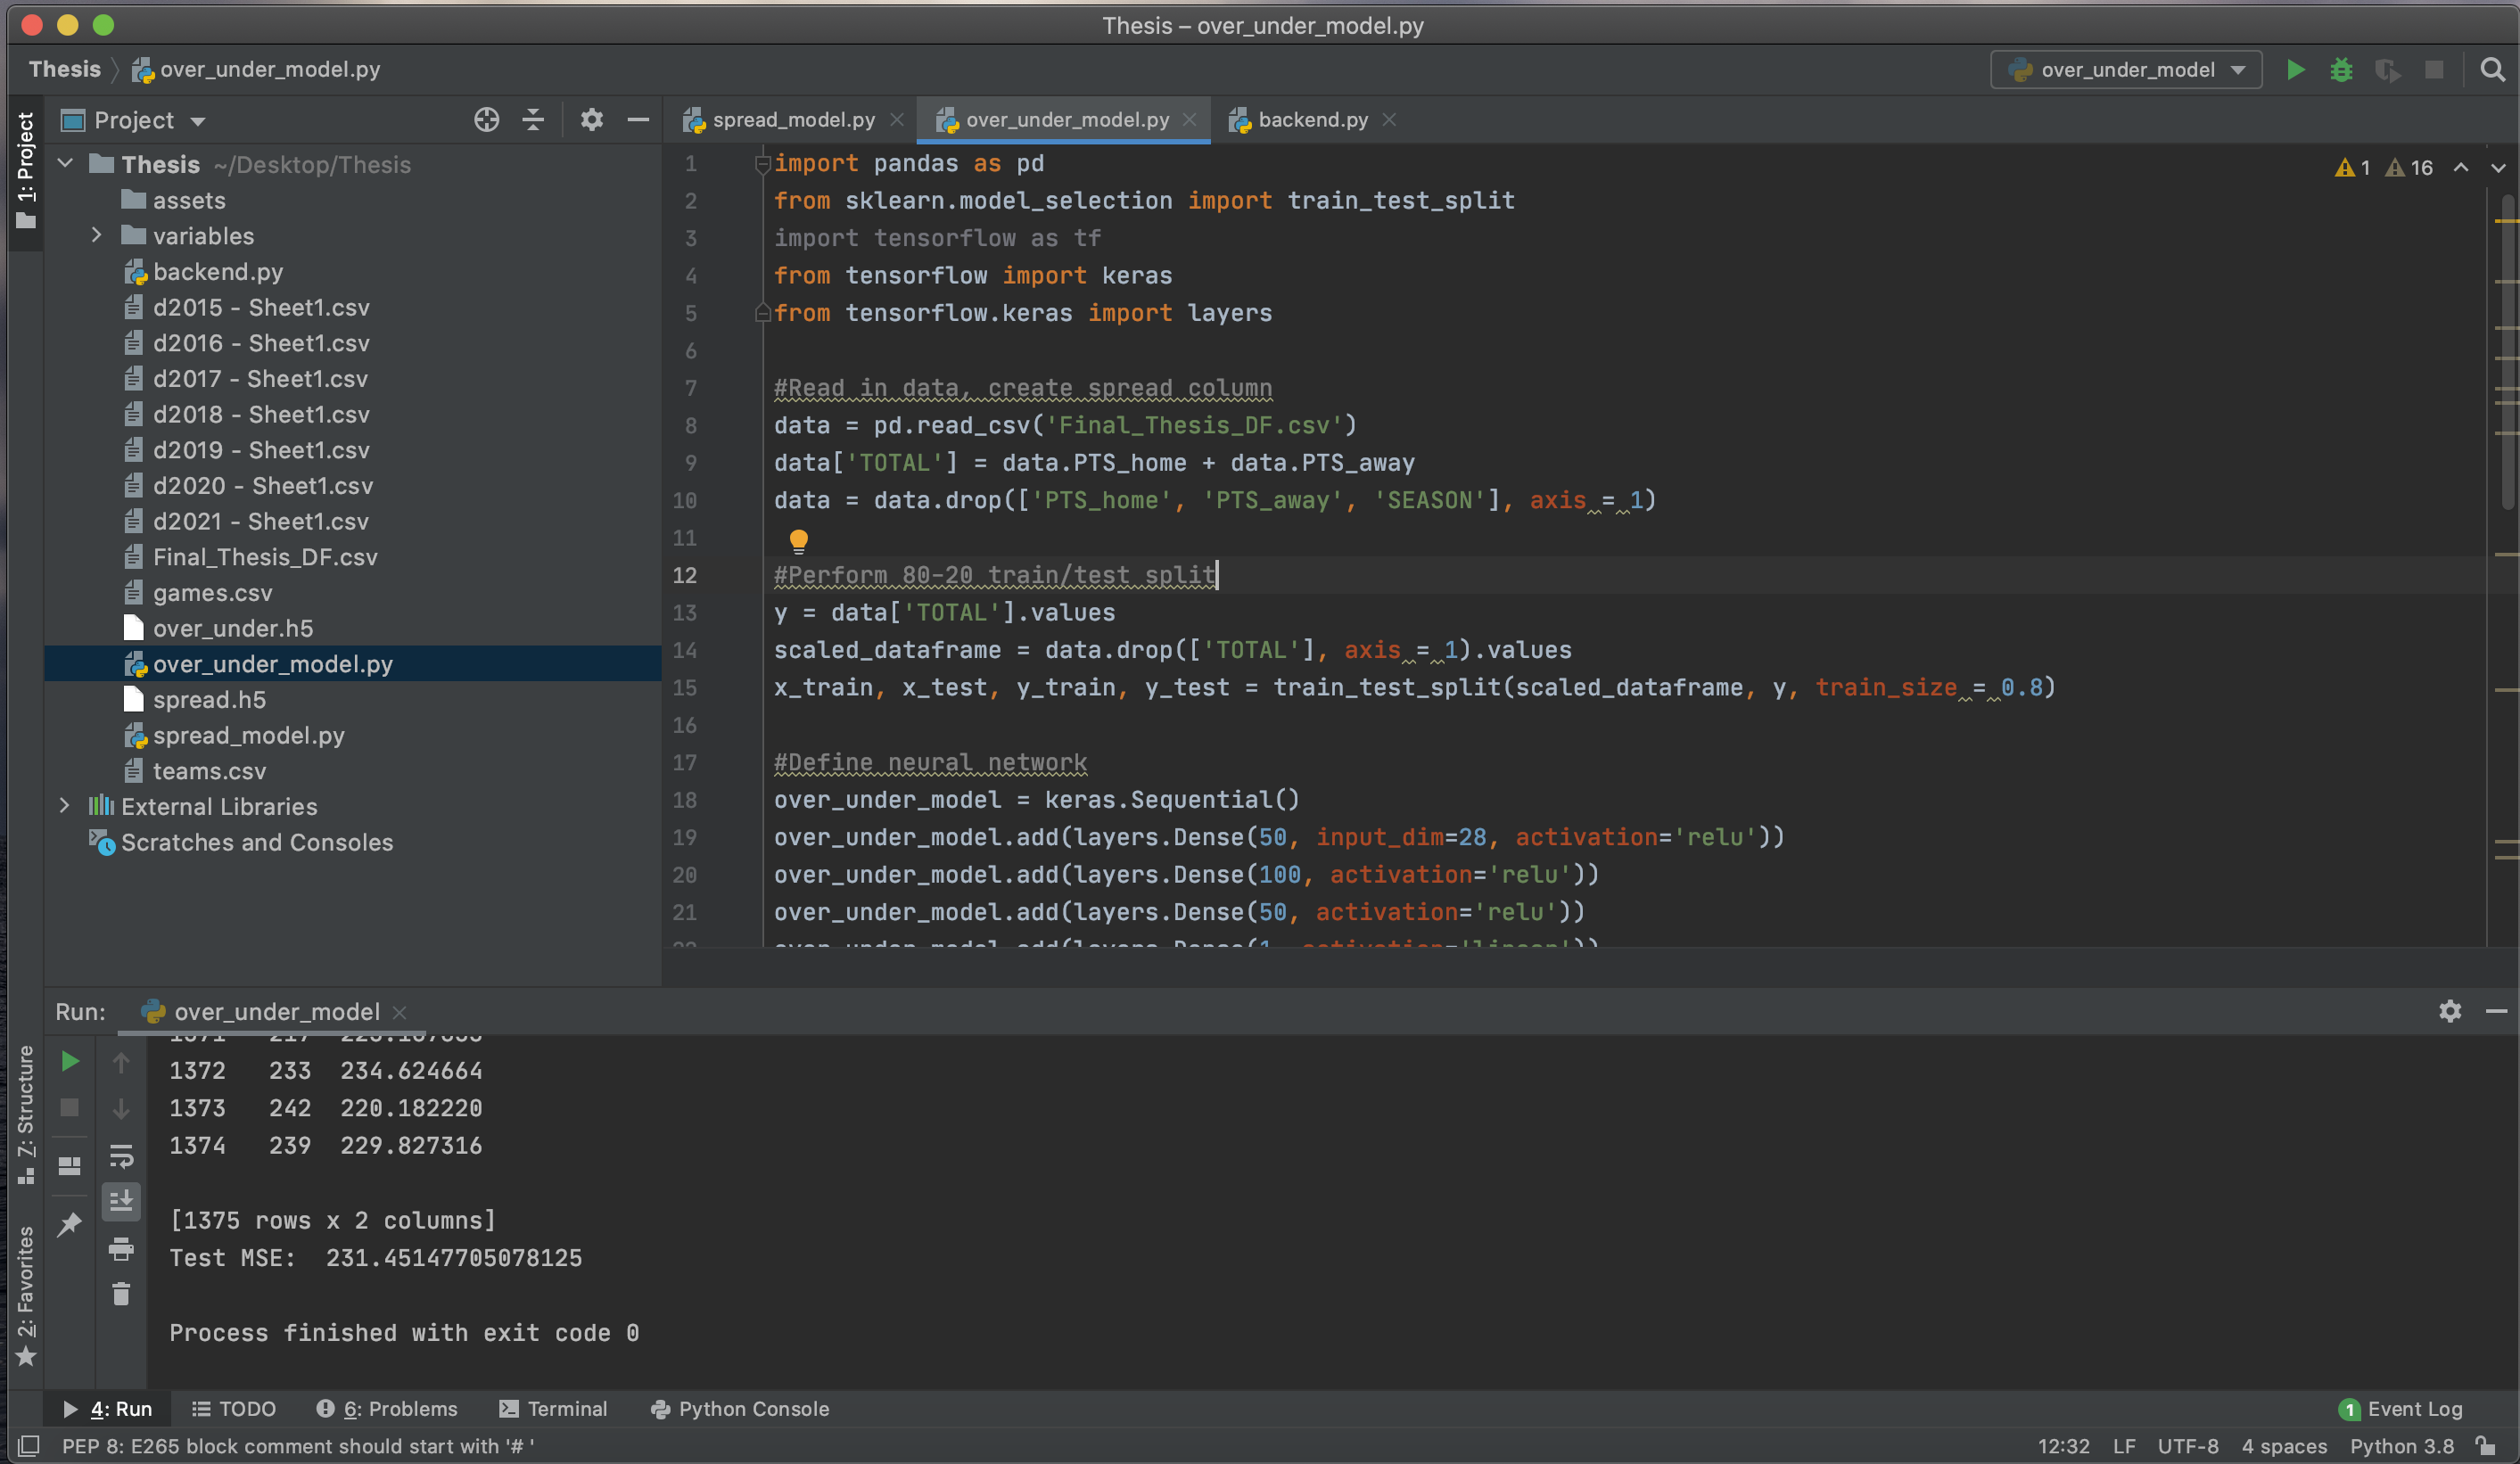 Thesis – over_under_model.py
Thesis over_under_model.py
over_under_model
1: Project
Project
spread_model.py
over_under_model.py
backend.py
Thesis ~/Desktop/Thesis
assets
variables
backend.py
d2015 - Sheet1.csv
d2016 - Sheet1.csv
d2017 - Sheet1.csv
d2018 - Sheet1.csv
d2019 - Sheet1.csv
d2020 - Sheet1.csv
d2021 - Sheet1.csv
Final_Thesis_DF.csv
games.csv
over_under.h5
over_under_model.py
spread.h5
spread_model.py
teams.csv
External Libraries
Scratches and Consoles
1 16
1 import pandas as pd
2 from sklearn.model_selection import train_test_split
3 import tensorflow as tf
4 from tensorflow import keras
5 from tensorflow.keras import layers
6
7 #Read in data, create spread column
8 data = pd.read_csv('Final_Thesis_DF.csv')
9 data['TOTAL'] = data.PTS_home + data.PTS_away
10 data = data.drop(['PTS_home', 'PTS_away', 'SEASON'], axis = 1)
11
12 #Perform 80-20 train/test split
13 y = data['TOTAL'].values
14 scaled_dataframe = data.drop(['TOTAL'], axis = 1).values
15 x_train, x_test, y_train, y_test = train_test_split(scaled_dataframe, y, train_size = 0.8)
16
17 #Define neural network
18 over_under_model = keras.Sequential()
19 over_under_model.add(layers.Dense(50, input_dim=28, activation='relu'))
20 over_under_model.add(layers.Dense(100, activation='relu'))
21 over_under_model.add(layers.Dense(50, activation='relu'))
22 over_under_model.add(layers.Dense(1, activation='linear'))
Run: over_under_model
1371 217
1372 233 234.624664
1373 242 220.182220
1374 239 229.827316
[1375 rows x 2 columns]
Test MSE: 231.45147705078125
Process finished with exit code 0
Z: Structure
2: Favorites
4: Run TODO 6: Problems Terminal Python Console
1 Event Log
PEP 8: E265 block comment should start with '# '
12:32 LF UTF-8 4 spaces Python 3.8